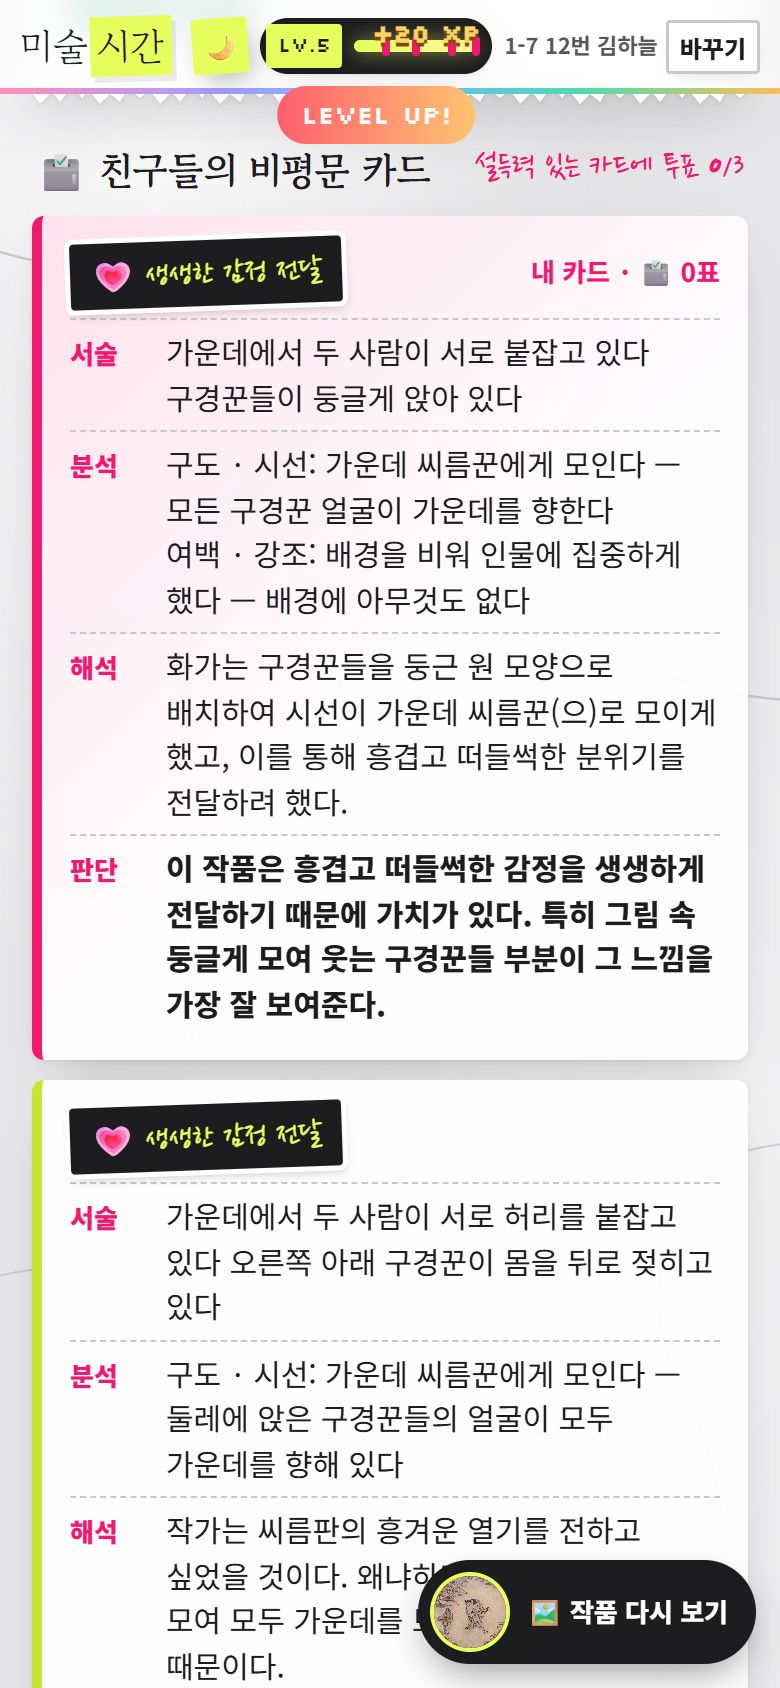 미술 시간
LV.5
+20 XP
1-7 12번 김하늘
바꾸기
LEVEL UP!
친구들의 비평문 카드
설득력 있는 카드에 투표 0/3
생생한 감정 전달
내 카드 · 0표
서술
가운데에서 두 사람이 서로 붙잡고 있다
구경꾼들이 둥글게 앉아 있다
분석
구도 · 시선: 가운데 씨름꾼에게 모인다 —
모든 구경꾼 얼굴이 가운데를 향한다
여백 · 강조: 배경을 비워 인물에 집중하게
했다 — 배경에 아무것도 없다
해석
화가는 구경꾼들을 둥근 원 모양으로
배치하여 시선이 가운데 씨름꾼(으)로 모이게
했고, 이를 통해 흥겹고 떠들썩한 분위기를
전달하려 했다.
판단
이 작품은 흥겹고 떠들썩한 감정을 생생하게
전달하기 때문에 가치가 있다. 특히 그림 속
둥글게 모여 웃는 구경꾼들 부분이 그 느낌을
가장 잘 보여준다.
생생한 감정 전달
서술
가운데에서 두 사람이 서로 허리를 붙잡고
있다 오른쪽 아래 구경꾼이 몸을 뒤로 젖히고
있다
분석
구도 · 시선: 가운데 씨름꾼에게 모인다 —
둘레에 앉은 구경꾼들의 얼굴이 모두
가운데를 향해 있다
해석
작가는 씨름판의 흥겨운 열기를 전하고
싶었을 것이다.
모여 모두 가운데를
때문이다.
작품 다시 보기